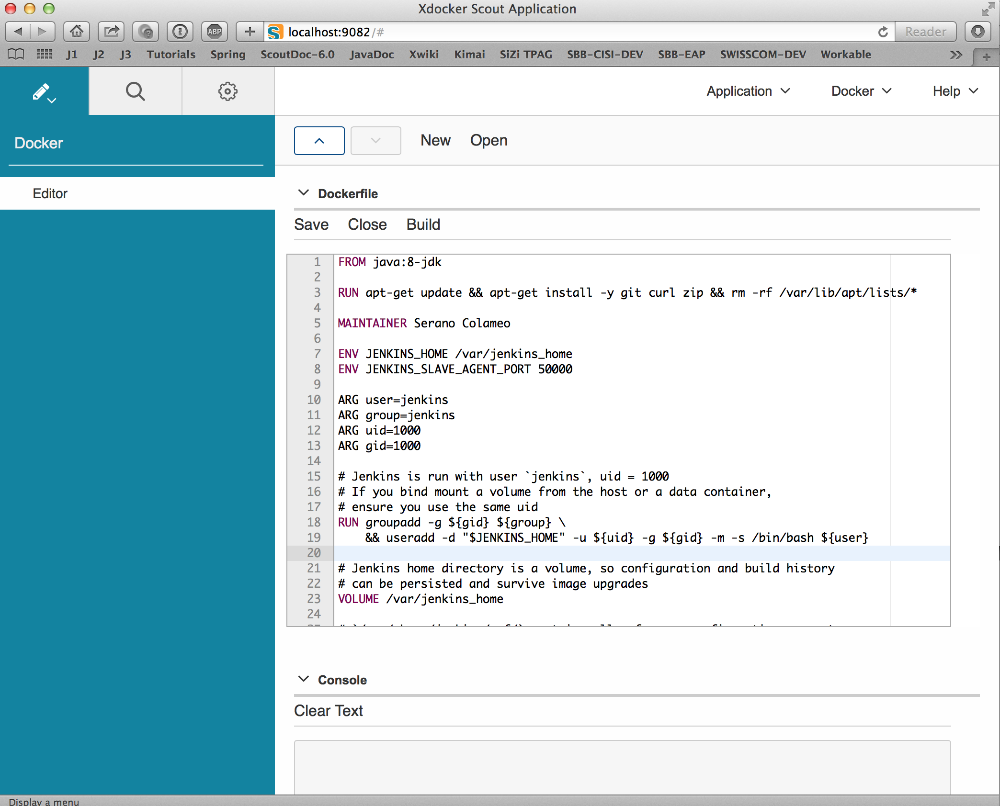 Xdocker Scout Application
ABP
localhost:9082/#
Reader
J1 J2 J3 Tutorials Spring ScoutDoc-6.0 JavaDoc Xwiki Kimai SiZi TPAG SBB-CISI-DEV SBB-EAP SWISSCOM-DEV Workable
Application Docker Help
Docker
Editor
New Open
Dockerfile
Save Close Build
1 FROM java:8-jdk
2
3 RUN apt-get update && apt-get install -y git curl zip && rm -rf /var/lib/apt/lists/*
4
5 MAINTAINER Serano Colameo
6
7 ENV JENKINS_HOME /var/jenkins_home
8 ENV JENKINS_SLAVE_AGENT_PORT 50000
9
10 ARG user=jenkins
11 ARG group=jenkins
12 ARG uid=1000
13 ARG gid=1000
14
15 # Jenkins is run with user `jenkins`, uid = 1000
16 # If you bind mount a volume from the host or a data container,
17 # ensure you use the same uid
18 RUN groupadd -g ${gid} ${group} \
19     && useradd -d "$JENKINS_HOME" -u ${uid} -g ${gid} -m -s /bin/bash ${user}
20
21 # Jenkins home directory is a volume, so configuration and build history
22 # can be persisted and survive image upgrades
23 VOLUME /var/jenkins_home
24
Console
Clear Text
Display a menu